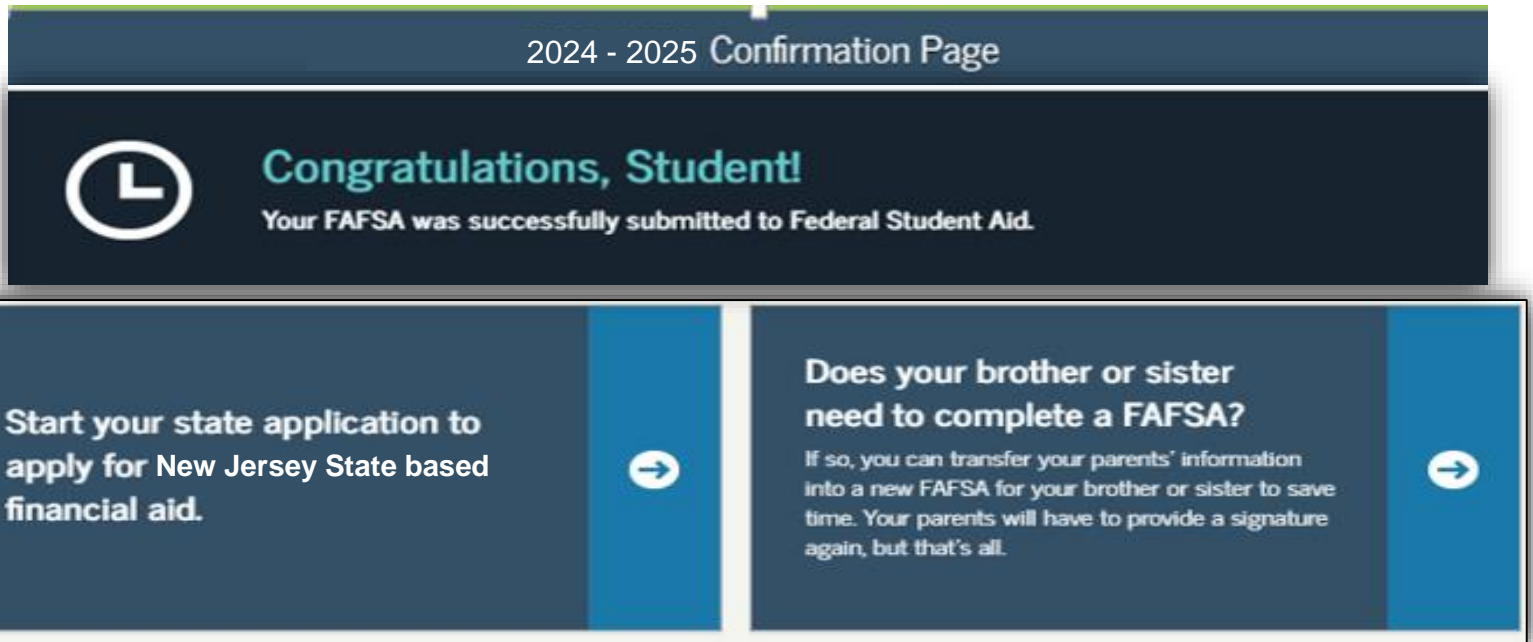 2024 - 2025 Confirmation Page
Congratulations, Student!
Your FAFSA was successfully submitted to Federal Student Aid.
Start your state application to
apply for New Jersey State based
financial aid.
Does your brother or sister
need to complete a FAFSA?
If so, you can transfer your parents' information
into a new FAFSA for your brother or sister to save
time. Your parents will have to provide a signature
again, but that's all.